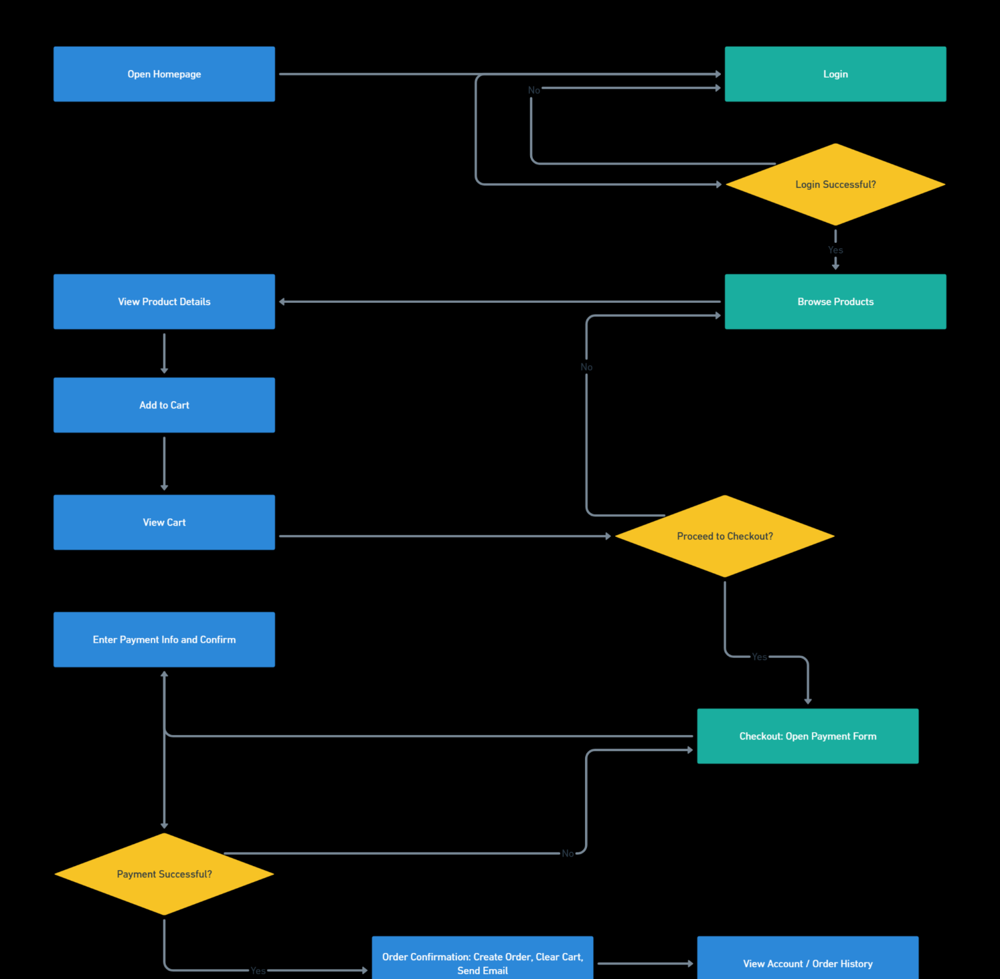 Open Homepage
Login
No
Login Successful?
Yes
View Product Details
Browse Products
No
Add to Cart
View Cart
Proceed to Checkout?
Enter Payment Info and Confirm
Yes
Checkout: Open Payment Form
No
Payment Successful?
Order Confirmation: Create Order, Clear Cart,
Send Email
View Account / Order History
Yes